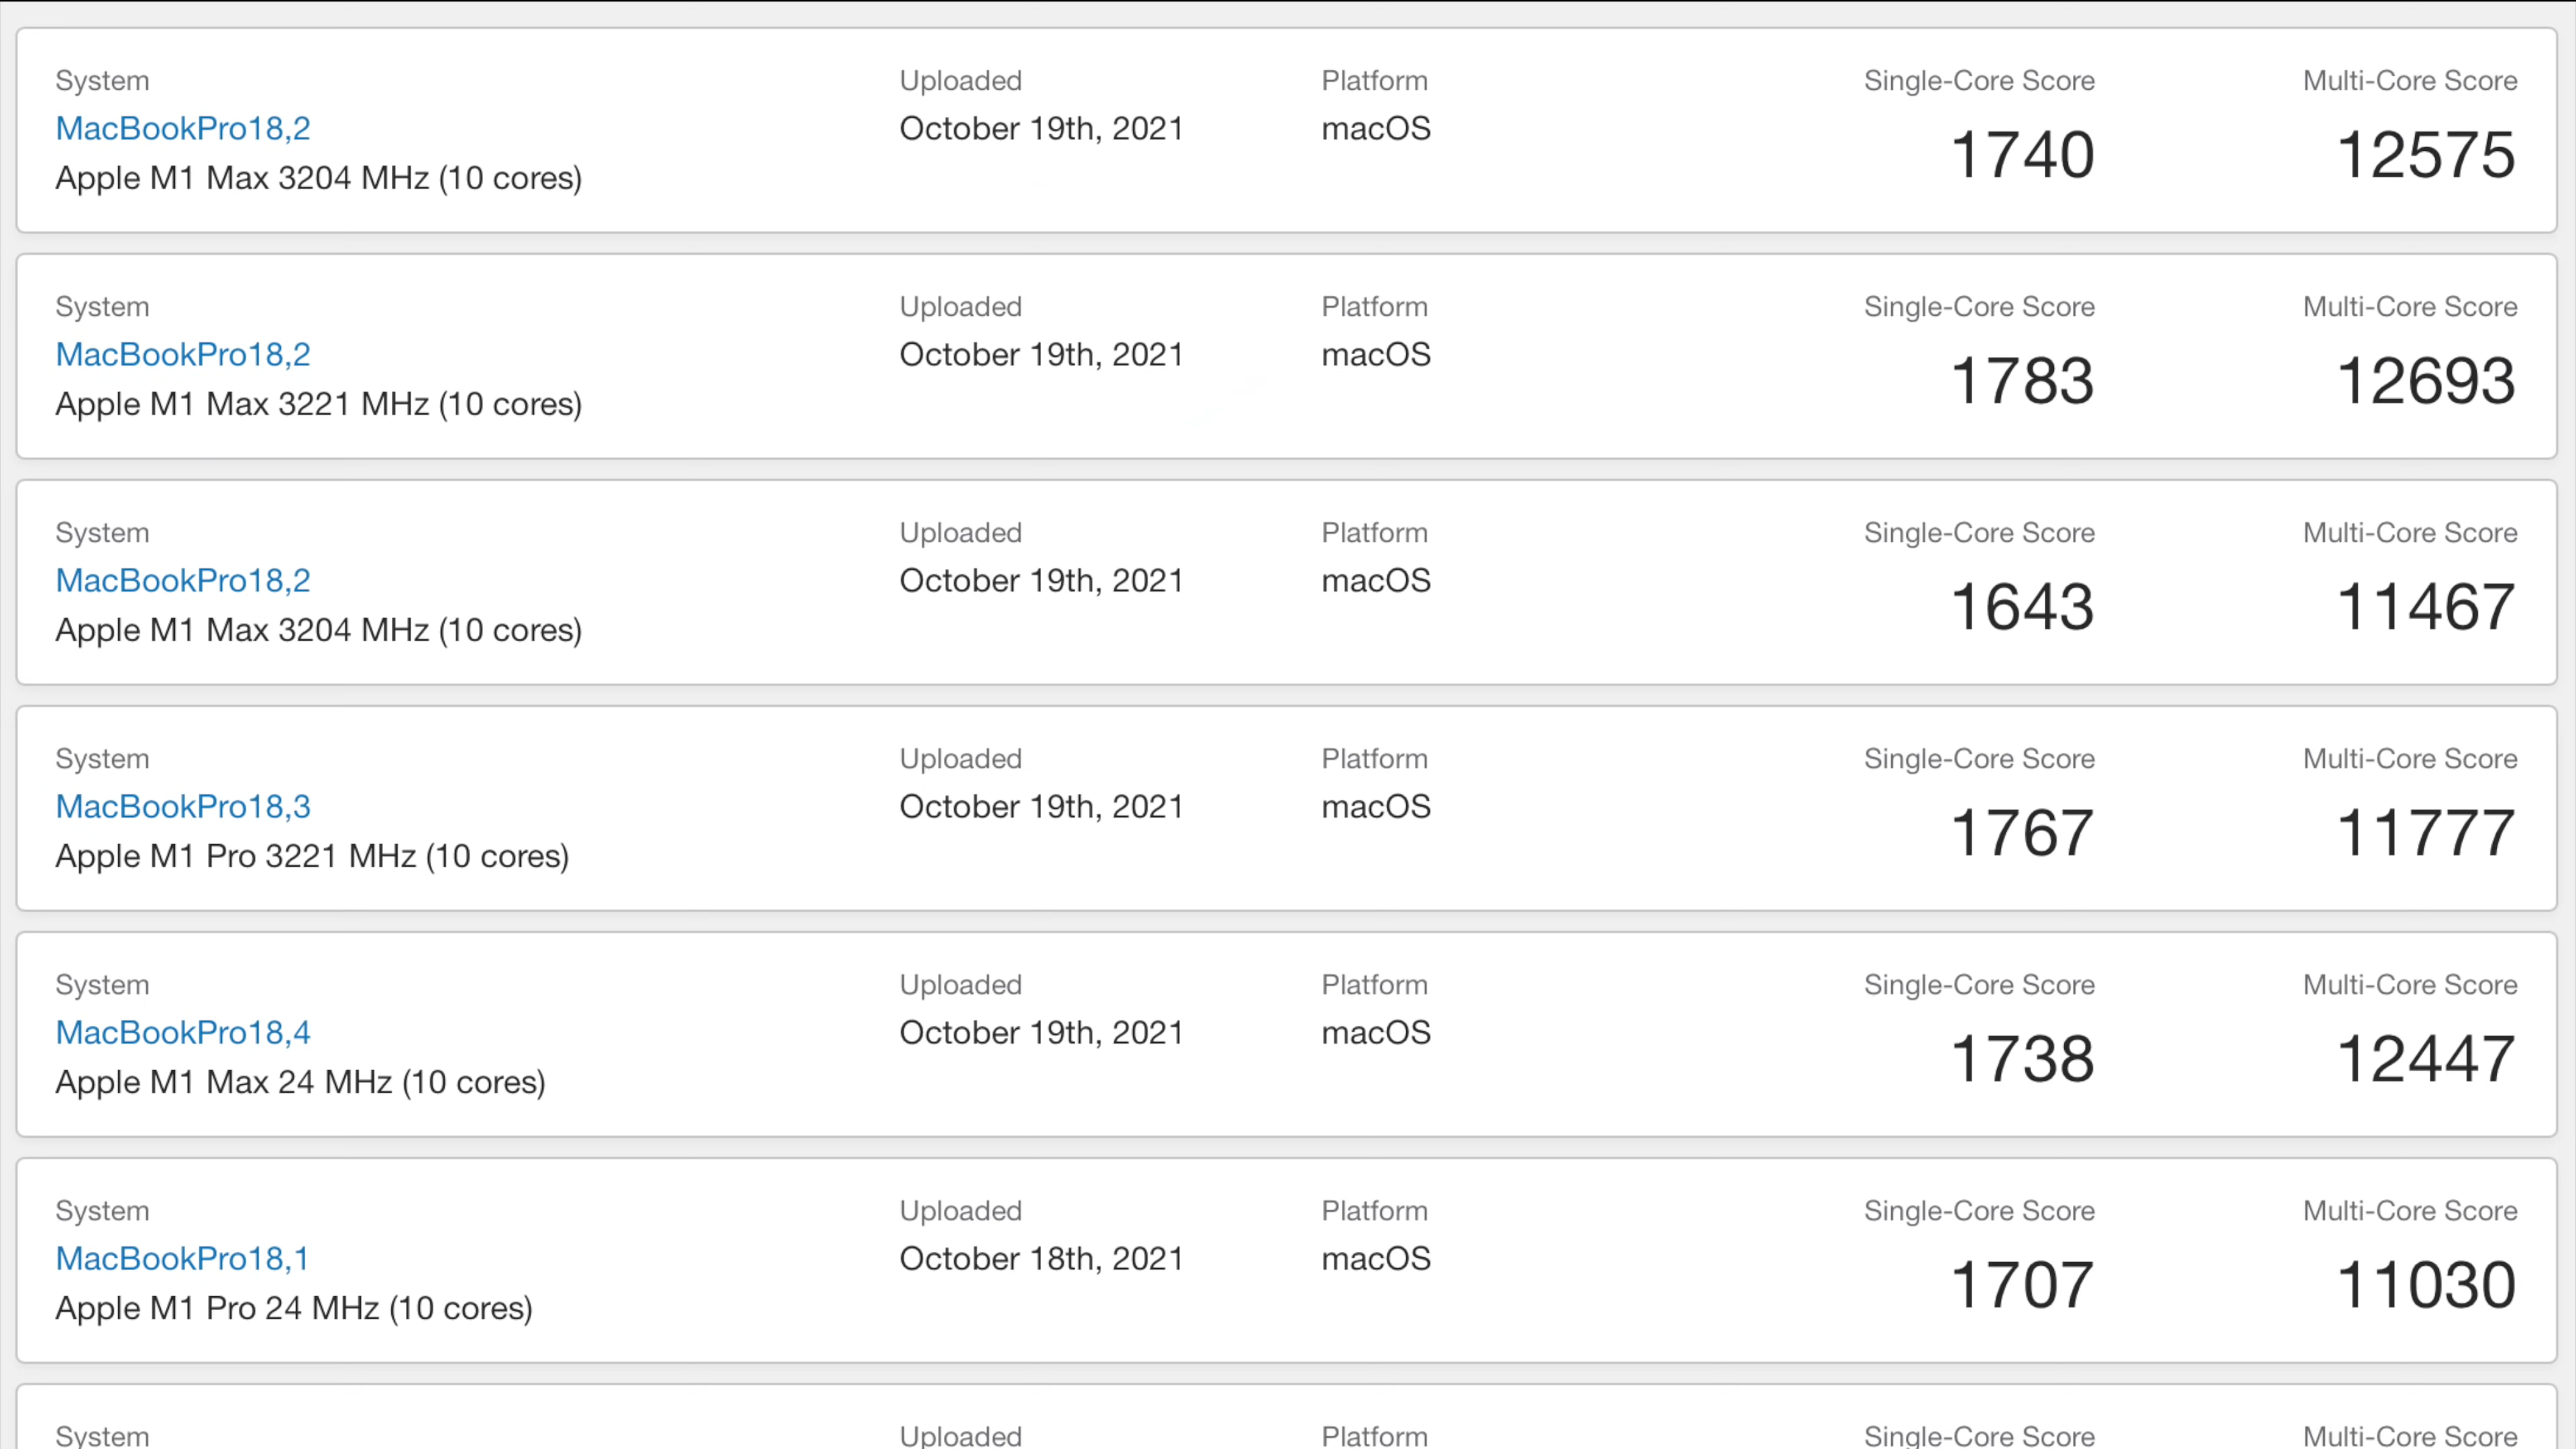 System Uploaded Platform Single-Core Score Multi-Core Score
MacBookPro18,2 October 19th, 2021 macOS 1740 12575
Apple M1 Max 3204 MHz (10 cores)
System Uploaded Platform Single-Core Score Multi-Core Score
MacBookPro18,2 October 19th, 2021 macOS 1783 12693
Apple M1 Max 3221 MHz (10 cores)
System Uploaded Platform Single-Core Score Multi-Core Score
MacBookPro18,2 October 19th, 2021 macOS 1643 11467
Apple M1 Max 3204 MHz (10 cores)
System Uploaded Platform Single-Core Score Multi-Core Score
MacBookPro18,3 October 19th, 2021 macOS 1767 11777
Apple M1 Pro 3221 MHz (10 cores)
System Uploaded Platform Single-Core Score Multi-Core Score
MacBookPro18,4 October 19th, 2021 macOS 1738 12447
Apple M1 Max 24 MHz (10 cores)
System Uploaded Platform Single-Core Score Multi-Core Score
MacBookPro18,1 October 18th, 2021 macOS 1707 11030
Apple M1 Pro 24 MHz (10 cores)
System Uploaded Platform Single-Core Score Multi-Core Score